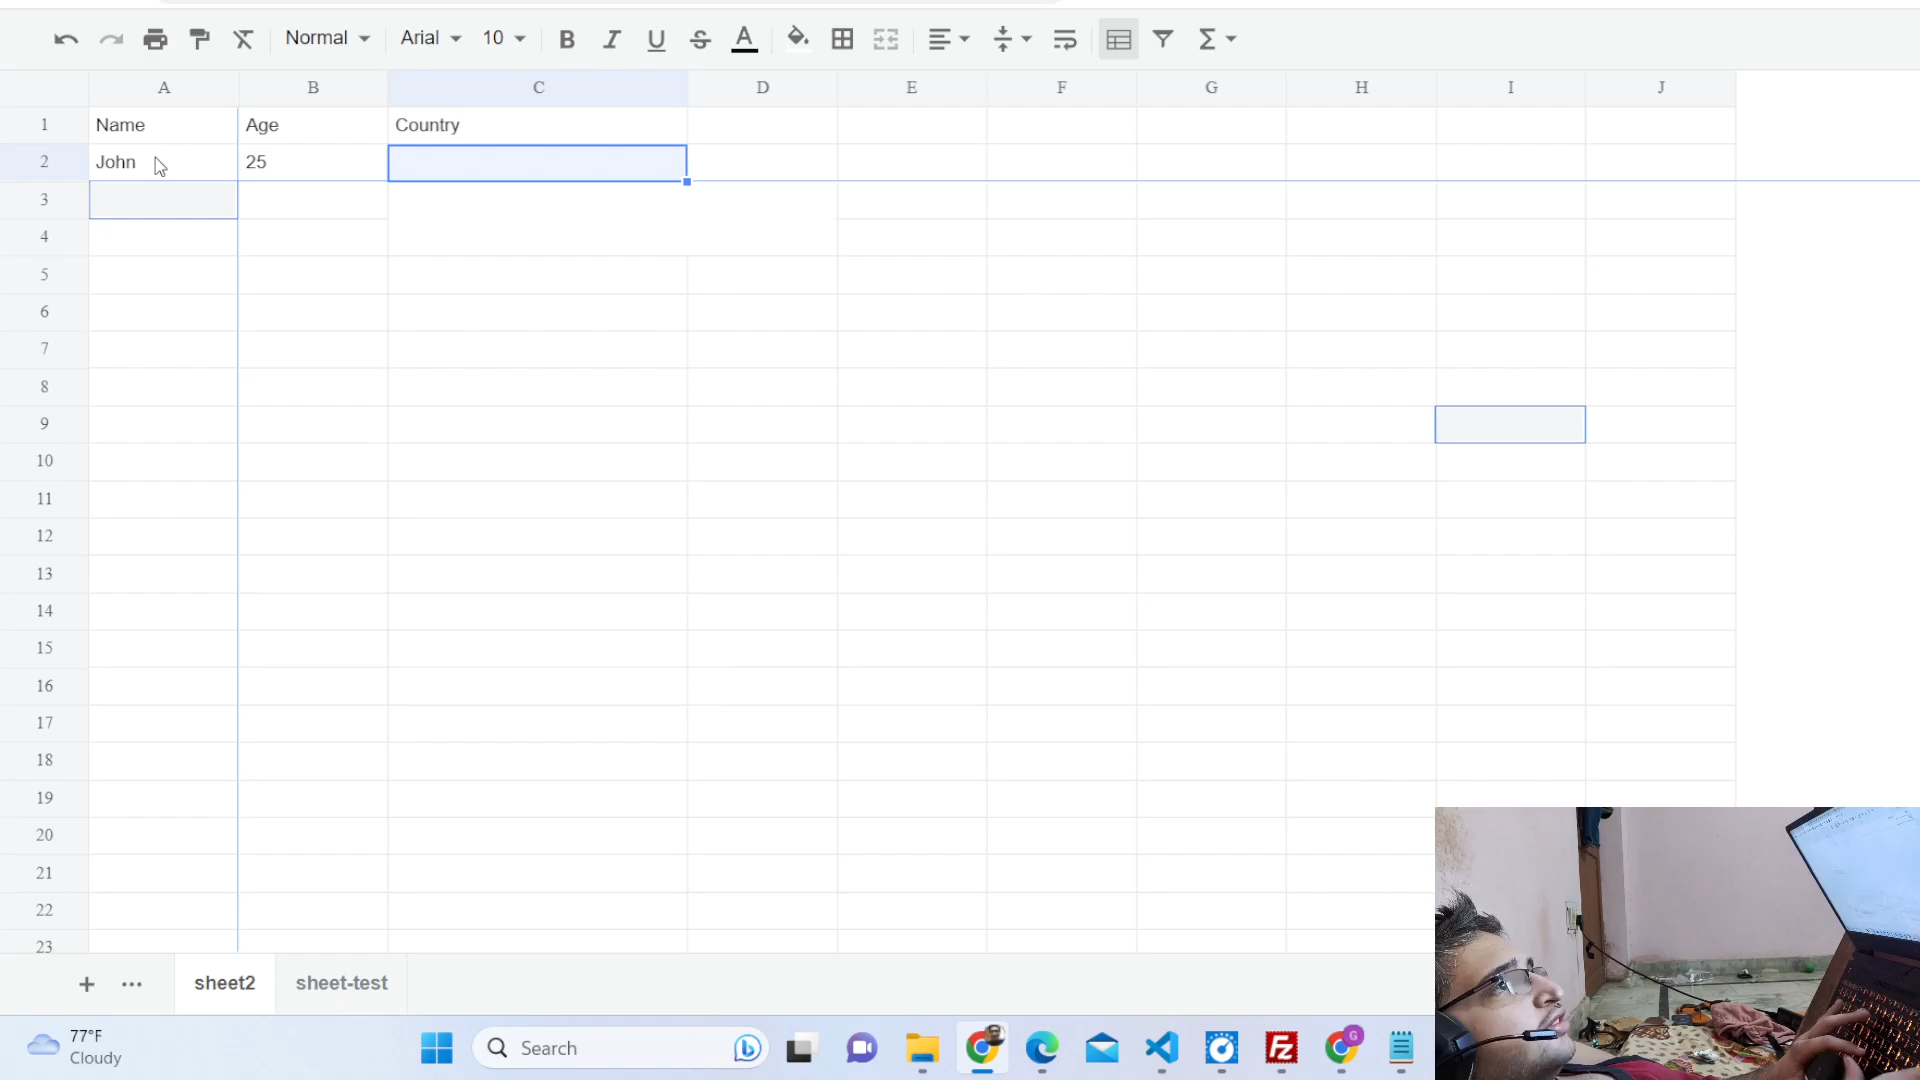 Normal Arial 10 B I U S A Σ
A B C D E F G H I J
1 Name Age Country
2 John 25
3
4
5
6
7
8
9
10
11
12
13
14
15
16
17
18
19
20
21
22
23
+ ... sheet2 sheet-test
77°F
Cloudy
Search
Fz
G